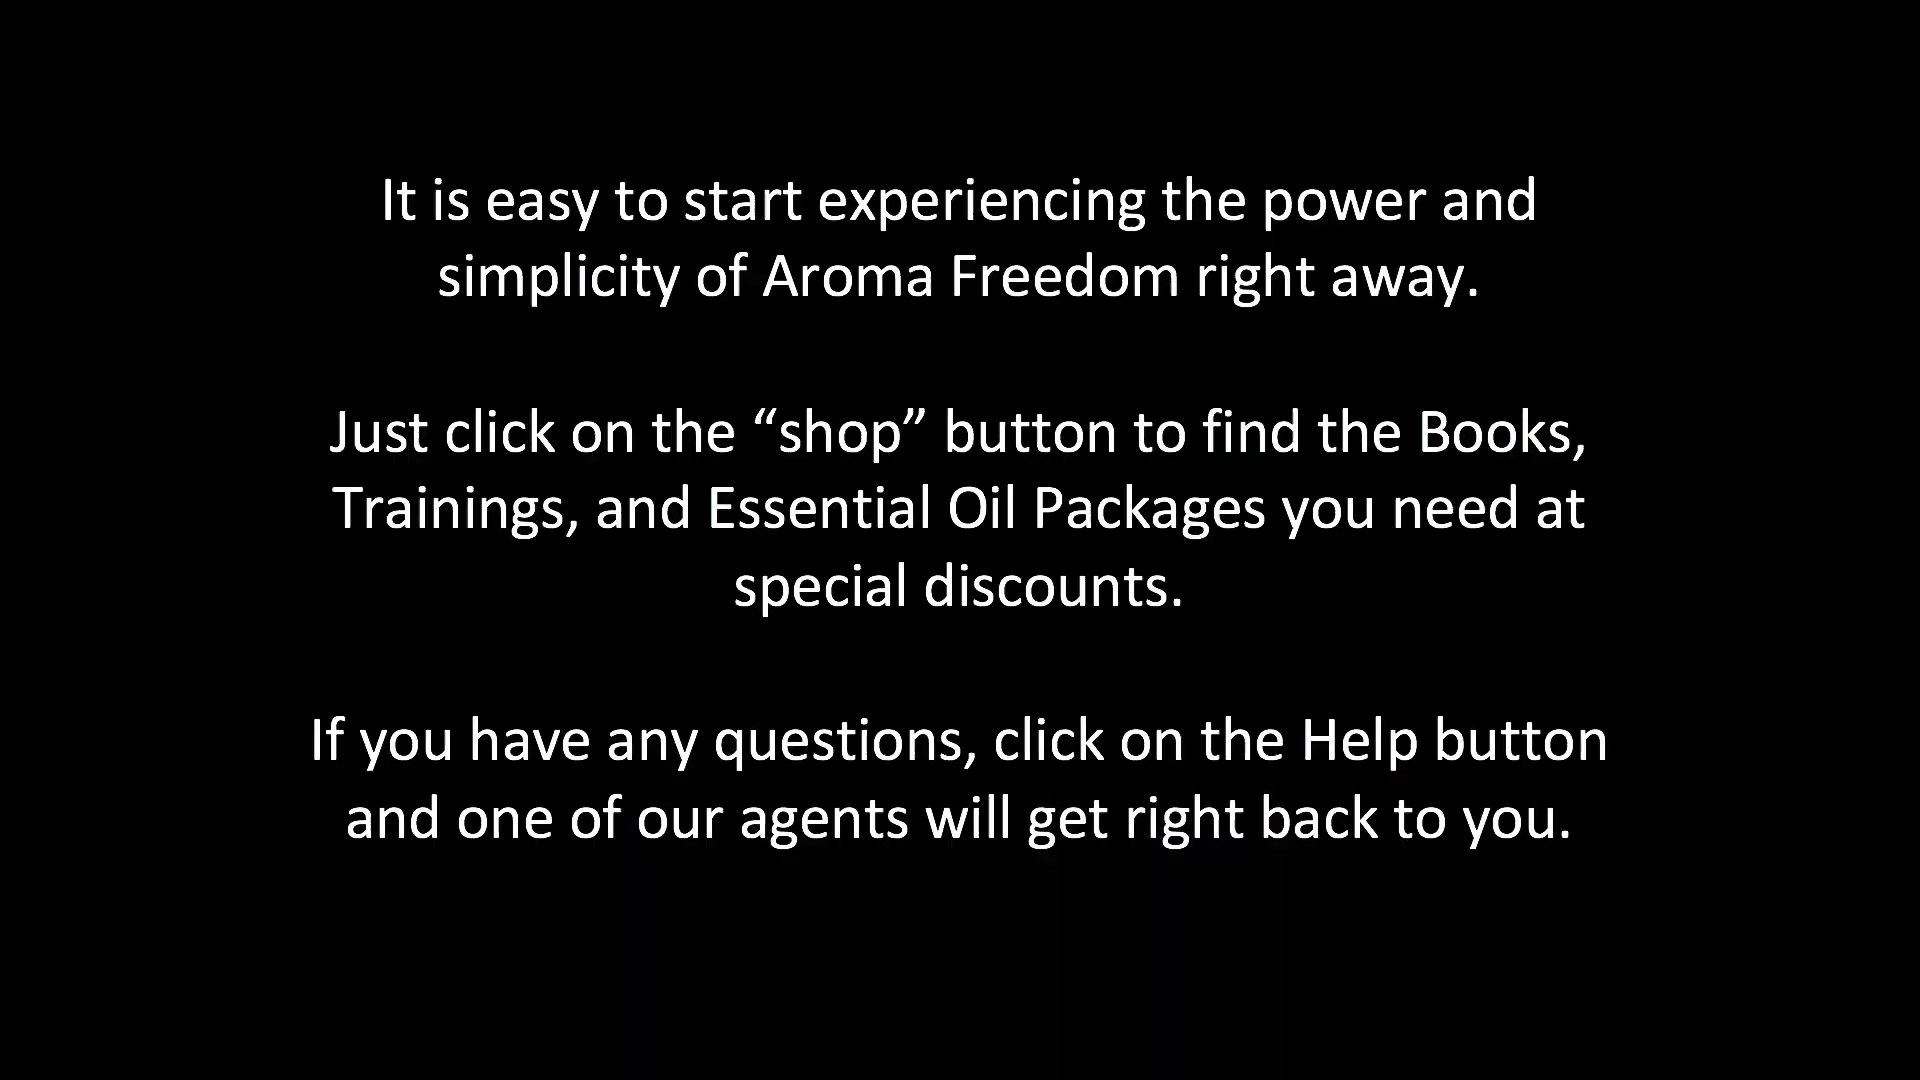 It is easy to start experiencing the power and
simplicity of Aroma Freedom right away.
Just click on the “shop” button to find the Books,
Trainings, and Essential Oil Packages you need at
special discounts.
If you have any questions, click on the Help button
and one of our agents will get right back to you.